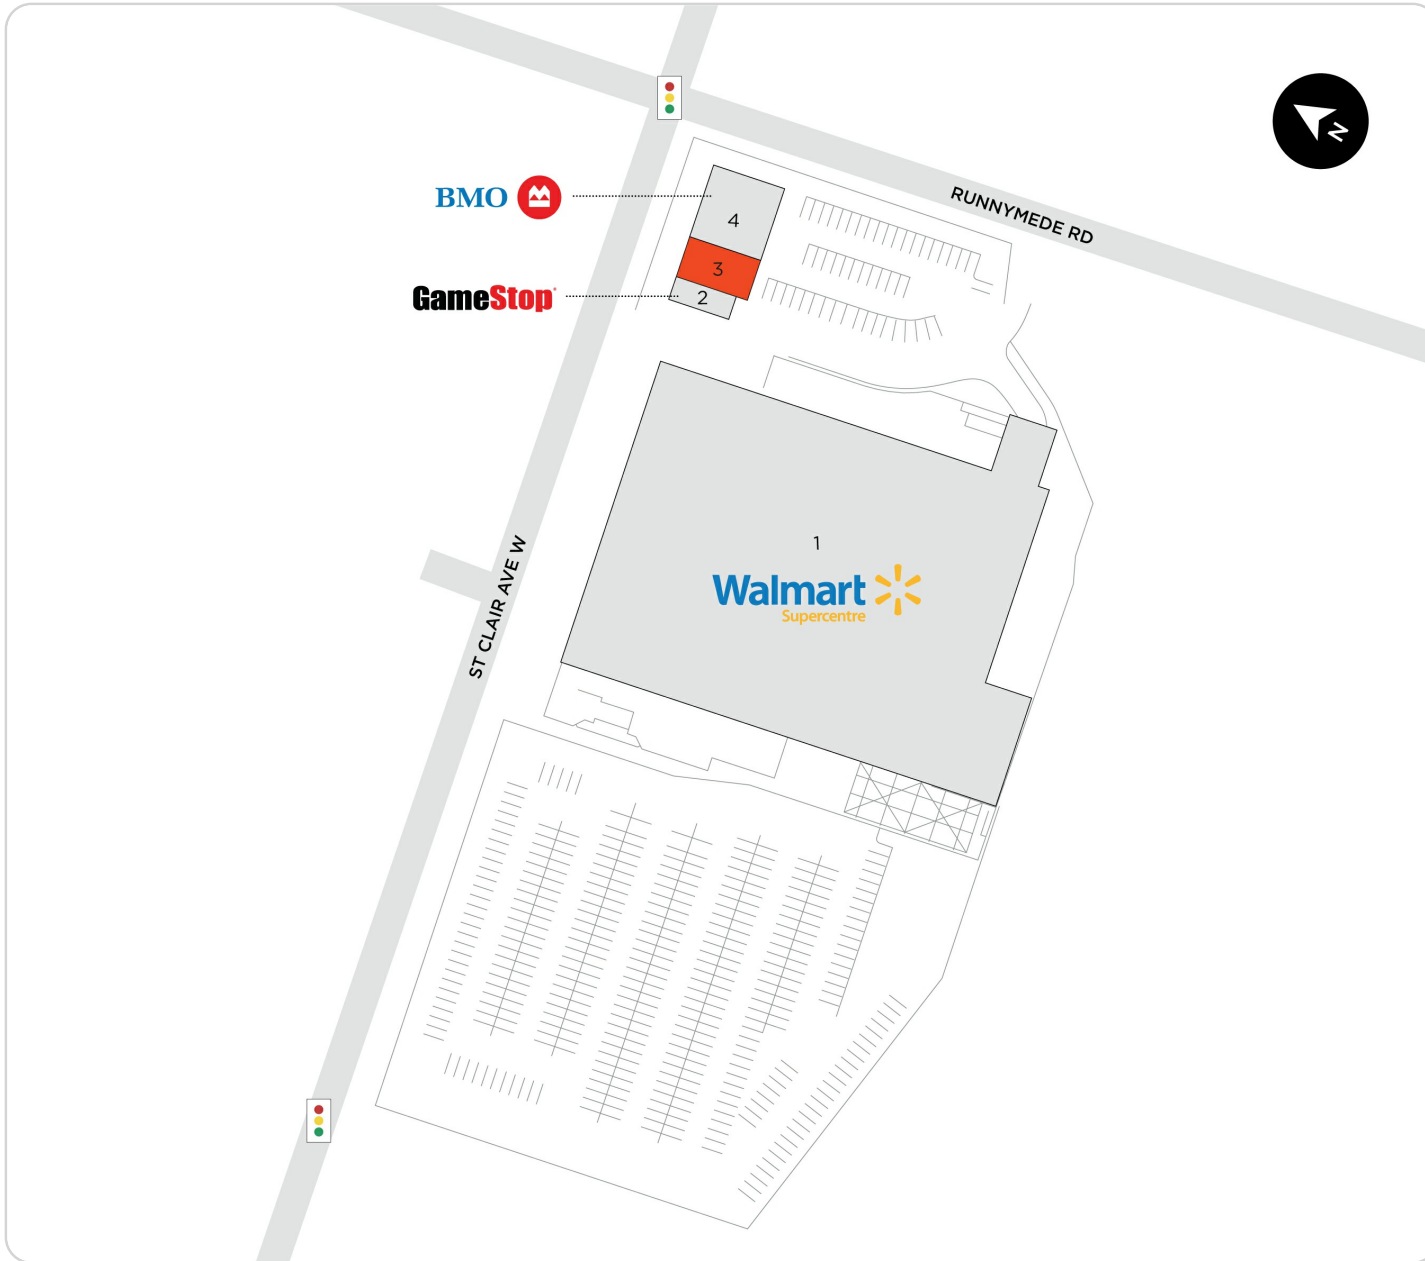 N
RUNNYMEDE RD
BMO
4
3
GameStop
2
1
Walmart
Supercentre
ST CLAIR AVE W